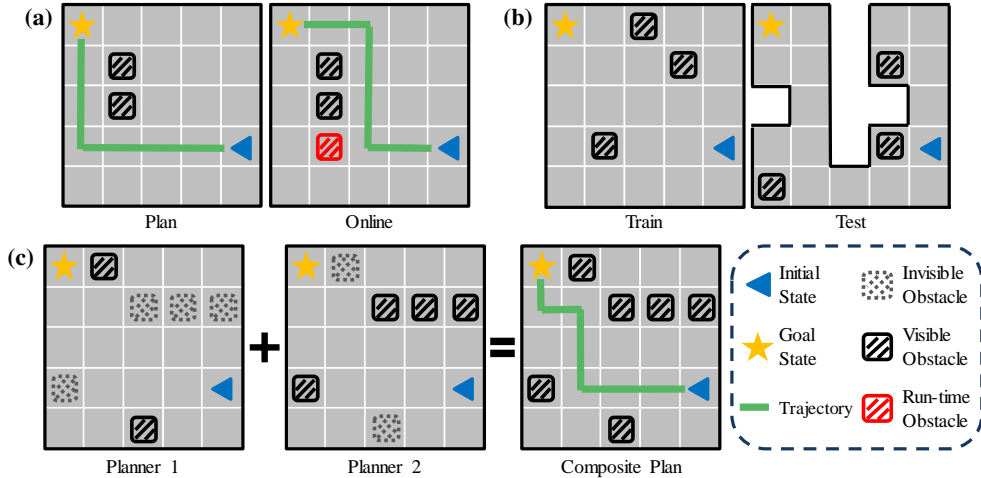 (a)
Plan
Online
(b)
Train
Test
(c)
Planner 1
+
Planner 2
=
Composite Plan
Initial
State
Invisible
Obstacle
Goal
State
Visible
Obstacle
Trajectory
Run-time
Obstacle